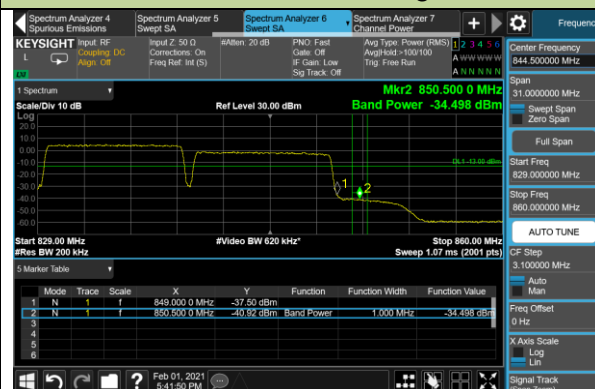 Spectrum Analyzer 4 Spurious Emissions
Spectrum Analyzer 5 Swept SA
Spectrum Analyzer 6 Swept SA
Spectrum Analyzer 7 Channel Power
Frequency
KEYSIGHT Input: RF
Coupling: DC
Align: Off
L
Input Z: 50 Ω
Corrections: On
Freq Ref: Int (S)
#Atten: 20 dB
PNO: Fast
Gate: Off
IF Gain: Low
Sig Track: Off
Avg Type: Power (RMS)
Avg|Hold:>100/100
Trig: Free Run
1 2 3 4 5 6
A W W W W W
A N N N N N
1 Spectrum
Scale/Div 10 dB
Ref Level 30.00 dBm
Mkr2 850.500 0 MHz
Band Power -34.498 dBm
Log
20.0
10.0
0.00
-10.0
-20.0
-30.0
-40.0
-50.0
-60.0
DL1 -13.00 dBm
1
2
Start 829.00 MHz
#Res BW 200 kHz
#Video BW 620 kHz*
Stop 860.00 MHz
Sweep 1.07 ms (2001 pts)
5 Marker Table
Mode Trace Scale X Y Function Function Width Function Value
1 N 1 f 849.000 0 MHz -37.50 dBm
2 N 1 f 850.500 0 MHz -40.92 dBm Band Power 1.000 MHz -34.498 dBm
3
4
5
6
Center Frequency
844.500000 MHz
Span
31.0000000 MHz
Swept Span
Zero Span
Full Span
Start Freq
829.000000 MHz
Stop Freq
860.000000 MHz
AUTO TUNE
CF Step
3.100000 MHz
Auto
Man
Freq Offset
0 Hz
X Axis Scale
Log
Lin
Signal Track
Feb 01, 2021
5:41:50 PM